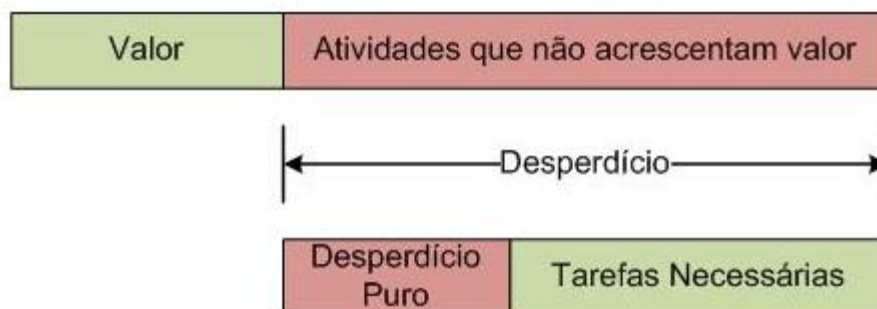 Valor
Atividades que não acrescentam valor
Desperdício
Desperdício
Puro
Tarefas Necessárias